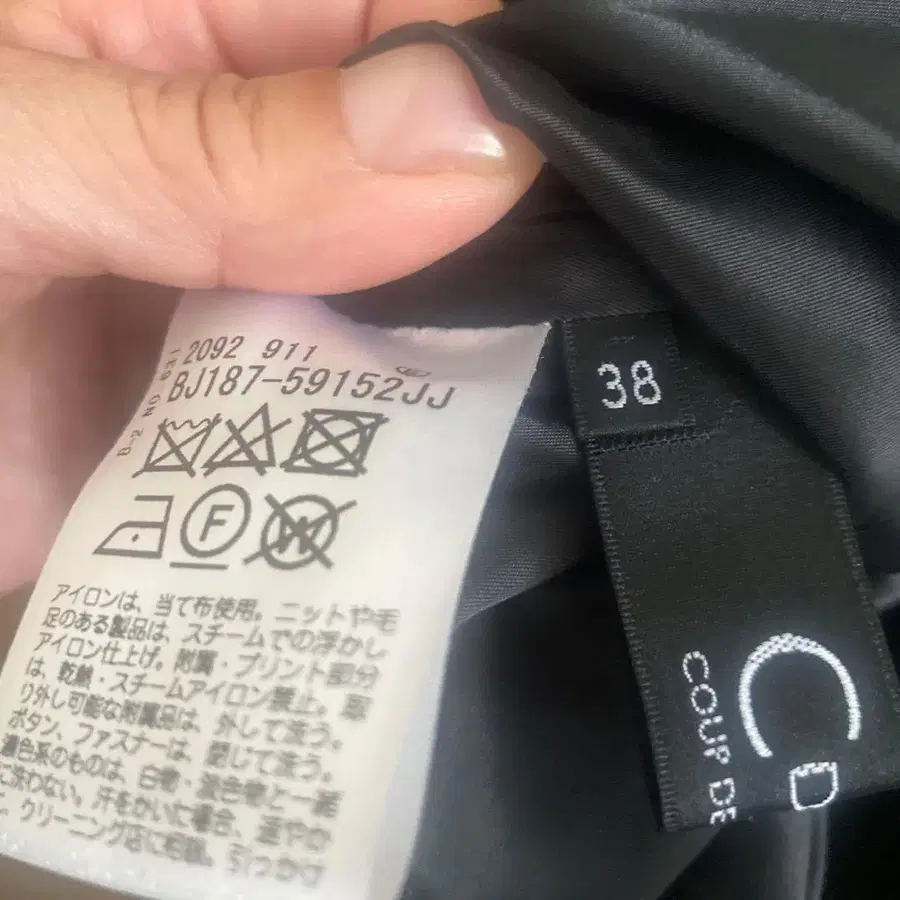 2092 911
BJ187-59152JJ
F
W
アイロンは、当て布使用。ニットや毛
足のある製品は、スチームでの浮かし
アイロン仕上げ。附属・プリント部分
は、乾熱・スチームアイロン禁止。取
り外し可能な附属品は、外して洗う。
ボタン、ファスナーは、閉じて洗う。
濃色系のものは、白物・混色物と一緒
に洗わない。汗をかいた場合、速やか
クリーニング店に相談。引っかけ
38
CD
COUP DE